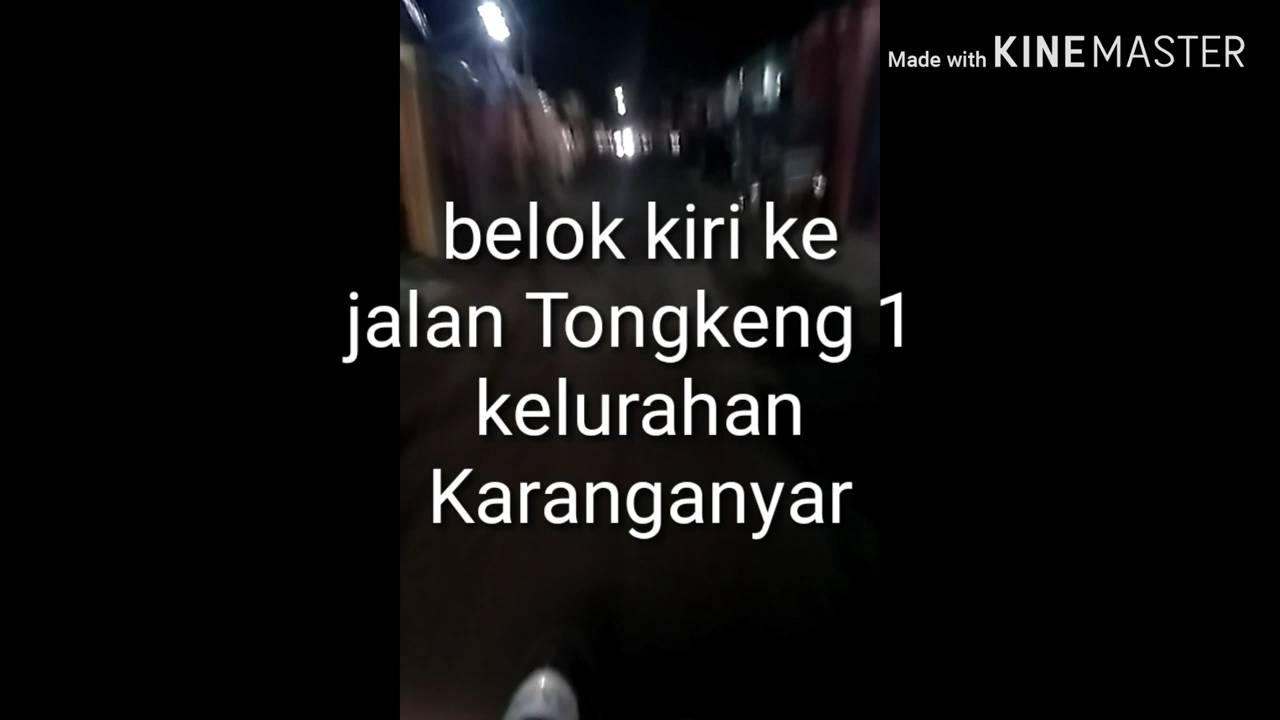 Made with KINEMASTER
belok kiri ke
jalan Tongkeng 1
kelurahan
Karanganyar